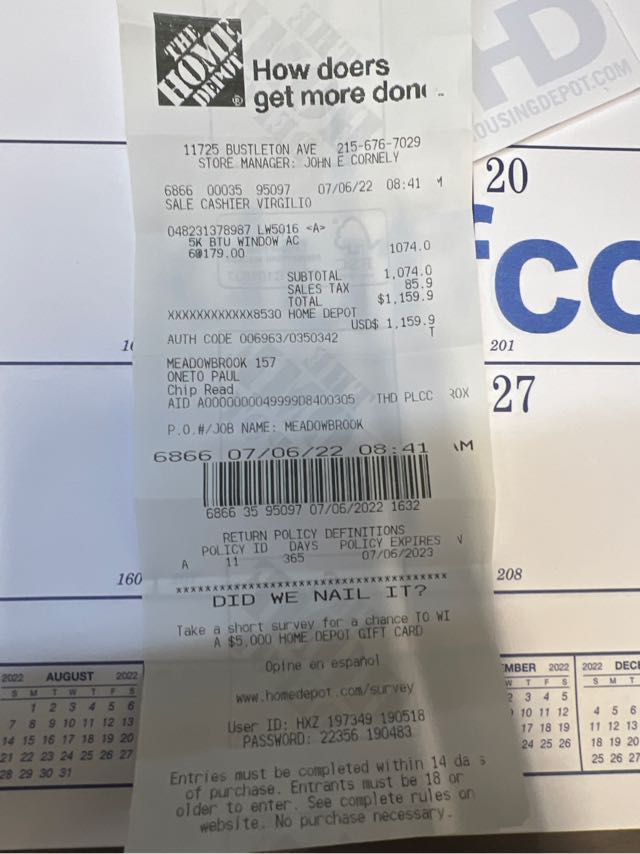 THE HOME DEPOT
How doers
get more done
HD
OUSINGDEPOT.COM
11725 BUSTLETON AVE 215-676-7029
STORE MANAGER: JOHN E CORNELY
6866 00035 95097 07/06/22 08:41 M
SALE CASHIER VIRGILIO
048231378987 LW5016 <A>
5K BTU WINDOW AC
6@179.00 1074.0
SUBTOTAL 1,074.0
SALES TAX 85.9
TOTAL $1,159.9
XXXXXXXXXXXX8530 HOME DEPOT
USD$ 1,159.9
AUTH CODE 006963/0350342 T
MEADOWBROOK 157
ONETO PAUL
Chip Read
AID A0000000049999D8400305 THD PLCC ROX
P.O.#/JOB NAME: MEADOWBROOK
6866 07/06/22 08:41 AM
6866 35 95097 07/06/2022 1632
RETURN POLICY DEFINITIONS
POLICY ID DAYS POLICY EXPIRES
A 11 365 07/06/2023
***********************************
DID WE NAIL IT?
Take a short survey for a chance TO WI
A $5,000 HOME DEPOT GIFT CARD
Opine en español
www.homedepot.com/survey
User ID: HXZ 197349 190518
PASSWORD: 22356 190483
Entries must be completed within 14 da s
of purchase. Entrants must be 18 or
older to enter. See complete rules on
website. No purchase necessary.
20
co
201
27
208
160
2022 AUGUST 2022
S M T W T F S
1 2 3 4 5 6
7 8 9 10 11 12 13
14 15 16 17 18 19 20
21 22 23 24 25 26 27
28 29 30 31
MBER 2022
W T F S
2 3 4 5
10 11 12
17 18 19
24 25 26
2022 DECE
S M T
4 5 6
11 12 13
18 19 20
25 26 27